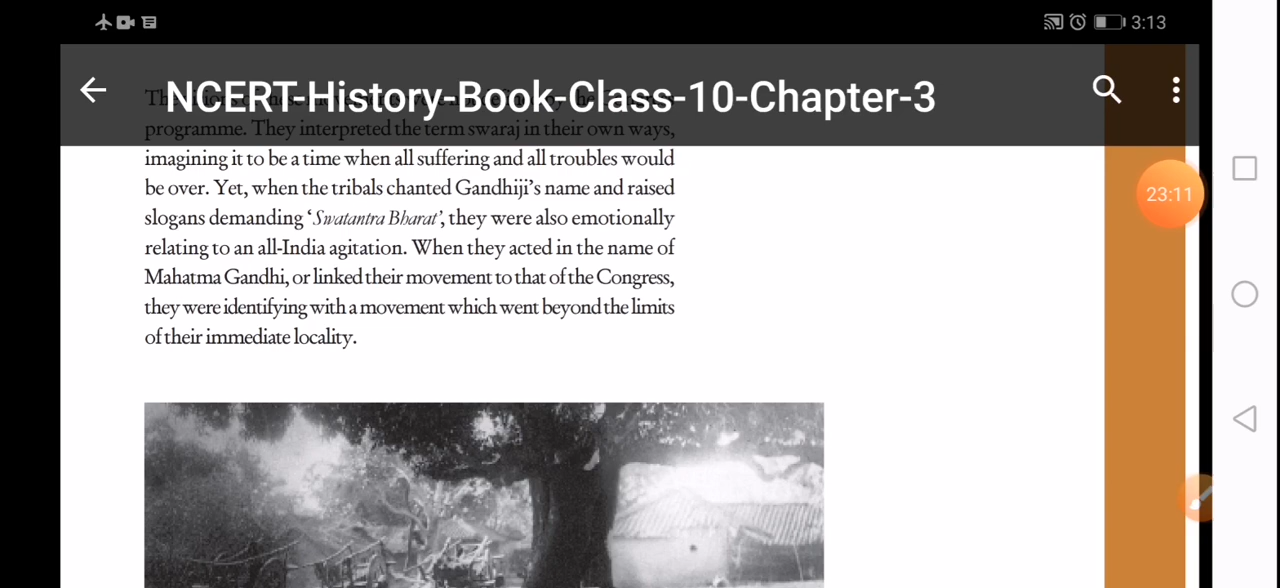 3:13
NCERT-History-Book-Class-10-Chapter-3
programme. They interpreted the term swaraj in their own ways,
imagining it to be a time when all suffering and all troubles would
be over. Yet, when the tribals chanted Gandhiji's name and raised
slogans demanding ‘Swatantra Bharat’, they were also emotionally
relating to an all-India agitation. When they acted in the name of
Mahatma Gandhi, or linked their movement to that of the Congress,
they were identifying with a movement which went beyond the limits
of their immediate locality.
23:11